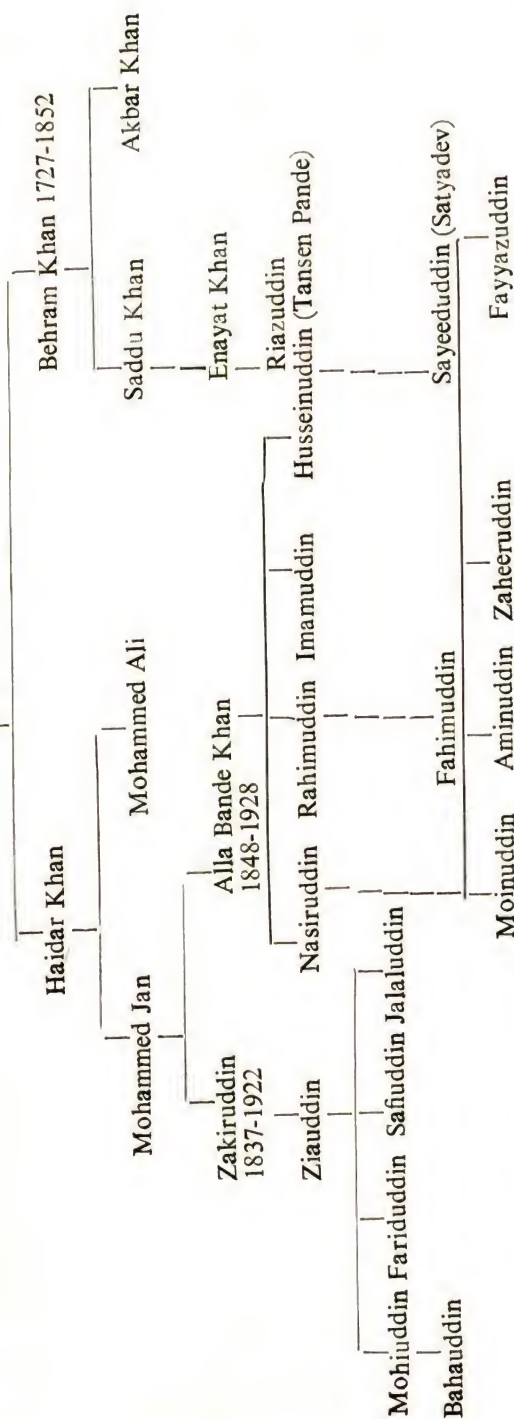 Haidar Khan
Behram Khan 1727-1852
Mohammed Jan
Mohammed Ali
Saddu Khan
Akbar Khan
Zakiruddin
1837-1922
Alla Bande Khan
1848-1928
Enayat Khan
Ziauddin
Nasiruddin
Rahimuddin
Imamuddin
Riazuddin
Husseinuddin (Tansen Pande)
Mohiuddin
Fariduddin
Safiuddin
Jalaluddin
Fahimuddin
Sayeeduddin (Satyadev)
Bahauddin
Moinuddin
Aminuddin
Zaheeruddin
Fayyazuddin